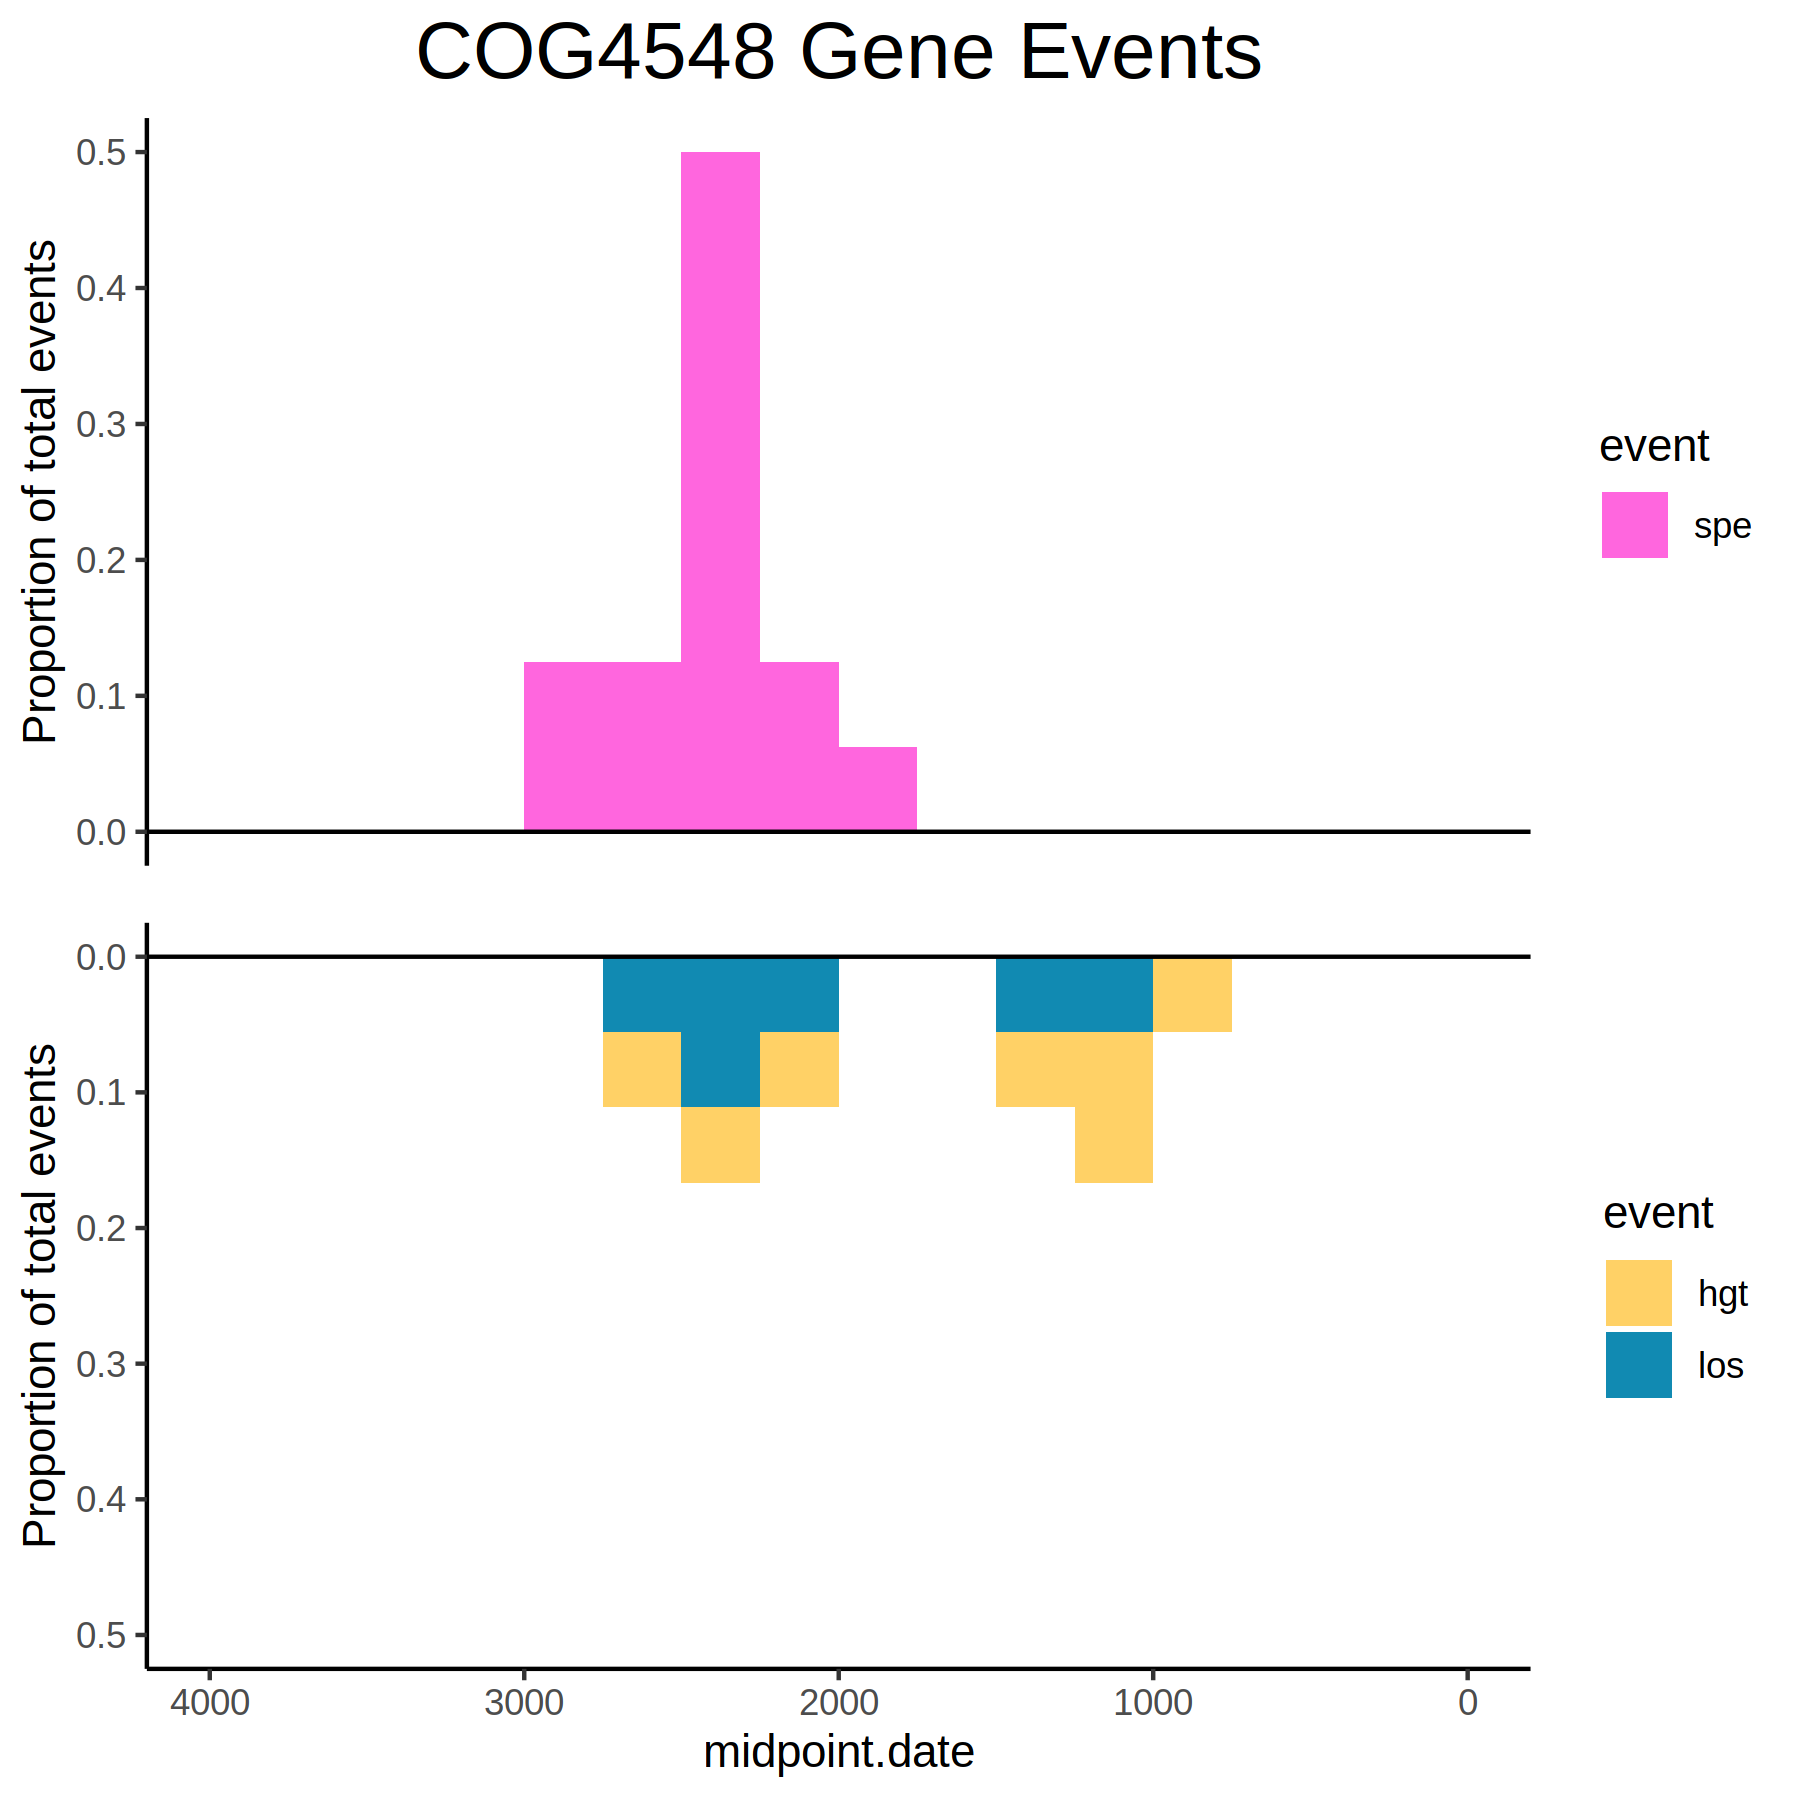 COG4548 Gene Events
Proportion of total events
0.5
0.4
0.3
0.2
0.1
0.0
event
spe
Proportion of total events
0.0
0.1
0.2
0.3
0.4
0.5
event
hgt
los
4000 3000 2000 1000 0
midpoint.date